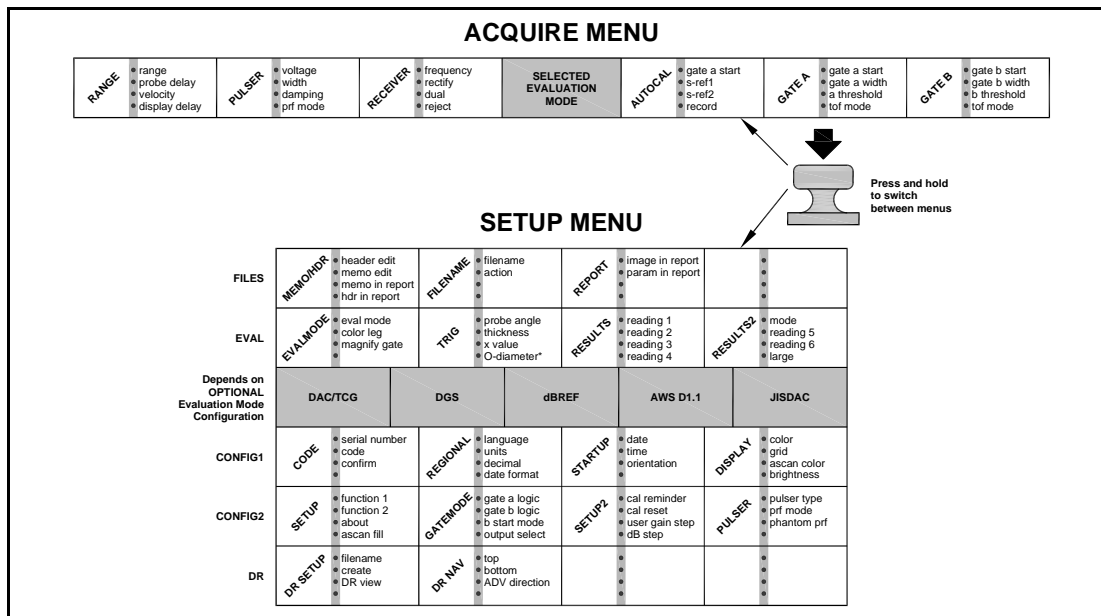 ACQUIRE MENU
RANGE
range
probe delay
velocity
display delay
PULSER
voltage
width
damping
prf mode
RECEIVER
frequency
rectify
dual
reject
SELECTED
EVALUATION
MODE
AUTOCAL
gate a start
s-ref1
s-ref2
record
GATE A
gate a start
gate a width
a threshold
tof mode
GATE B
gate b start
gate b width
b threshold
tof mode
Press and hold
to switch
between menus
SETUP MENU
FILES
MEMO/HDR
header edit
memo edit
memo in report
hdr in report
FILENAME
filename
action
REPORT
image in report
param in report
EVAL
EVALMODE
eval mode
color leg
magnify gate
TRIG
probe angle
thickness
x value
O-diameter*
RESULTS
reading 1
reading 2
reading 3
reading 4
RESULTS2
mode
reading 5
reading 6
large
Depends on
OPTIONAL
Evaluation Mode
Configuration
DAC/TCG
DGS
dBREF
AWS D1.1
JISDAC
CONFIG1
CODE
serial number
code
confirm
REGIONAL
language
units
decimal
date format
STARTUP
date
time
orientation
DISPLAY
color
grid
ascan color
brightness
CONFIG2
SETUP
function 1
function 2
about
ascan fill
GATEMODE
gate a logic
gate b logic
b start mode
output select
SETUP2
cal reminder
cal reset
user gain step
dB step
PULSER
pulser type
prf mode
phantom prf
DR
DR SETUP
filename
create
DR view
DR NAV
top
bottom
ADV direction